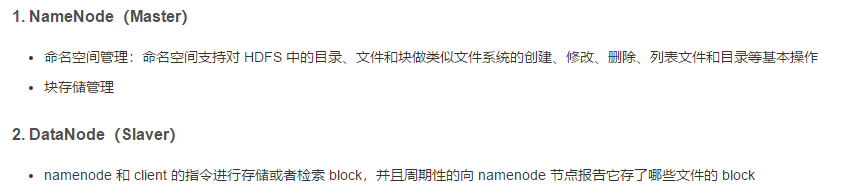 1. NameNode（Master）
命名空间管理：命名空间支持对 HDFS 中的目录、文件和块做类似文件系统的创建、修改、删除、列表文件和目录等基本操作
块存储管理
2. DataNode（Slaver）
namenode 和 client 的指令进行存储或者检索 block，并且周期性的向 namenode 节点报告它存了哪些文件的 block